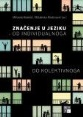 ZNAČENJE U JEZIKU
OD INDIVIDUALNOGA
DO KOLEKTIVNOGA